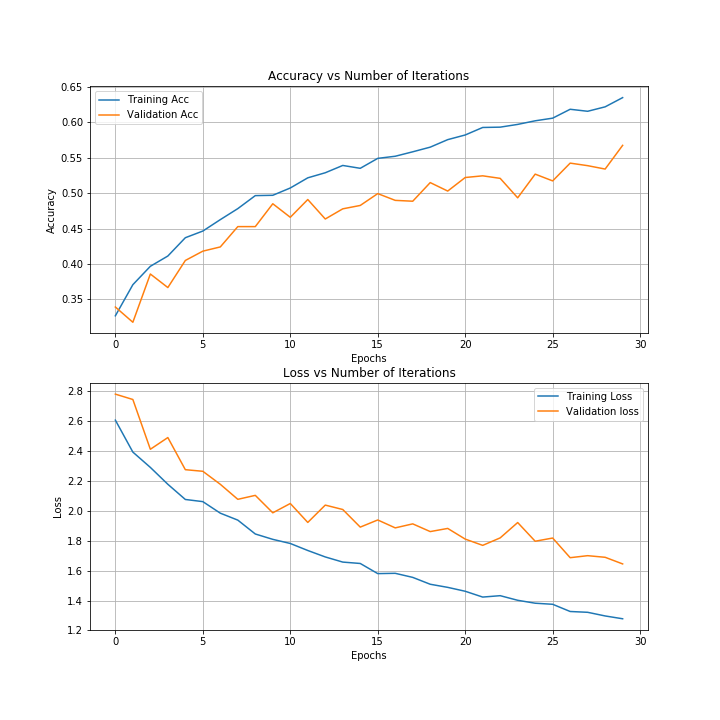 Accuracy vs Number of Iterations
0.65
0.60
0.55
0.50
0.45
0.40
0.35
Accuracy
Training Acc
Validation Acc
0 5 10 15 20 25 30
Epochs
Loss vs Number of Iterations
2.8
2.6
2.4
2.2
2.0
1.8
1.6
1.4
1.2
Loss
Training Loss
Validation loss
0 5 10 15 20 25 30
Epochs